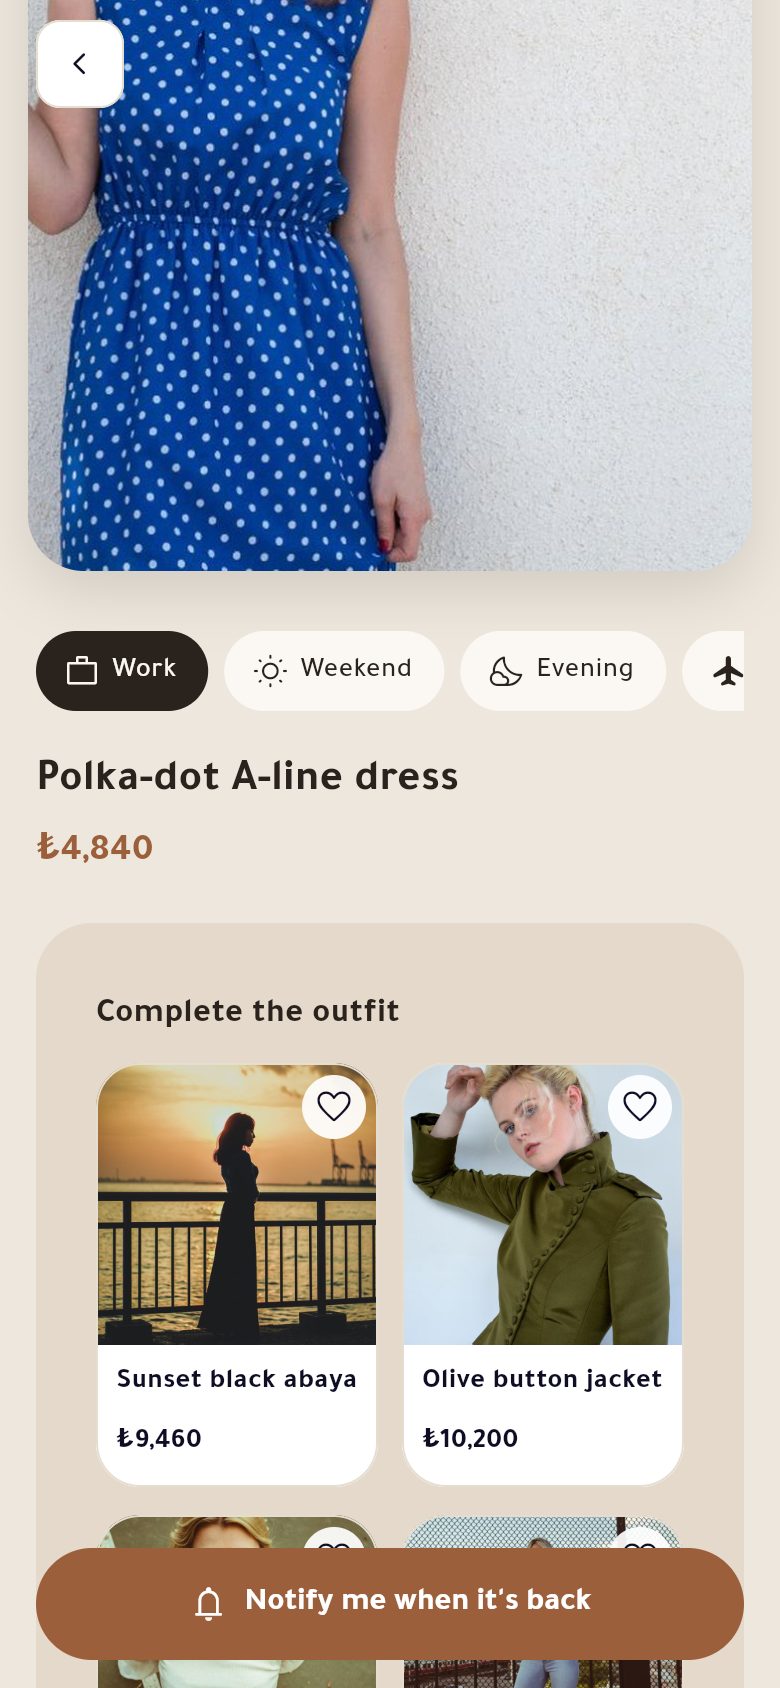 Work
Weekend
Evening
Polka-dot A-line dress
₺4,840
Complete the outfit
Sunset black abaya
Olive button jacket
₺9,460
₺10,200
Notify me when it's back